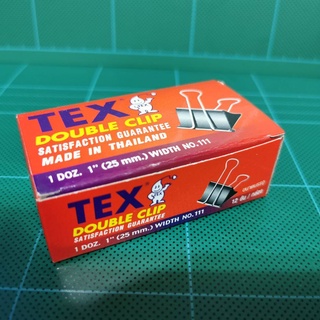 TEX
DOUBLE CLIP
SATISFACTION GUARANTEE
MADE IN THAILAND
1 DOZ. 1" (25 mm.) WIDTH NO.111
TEX
DOUBLE CLIP
SATISFACTION GUARANTEE
1 DOZ. 1" (25 mm.) WIDTH NO.111